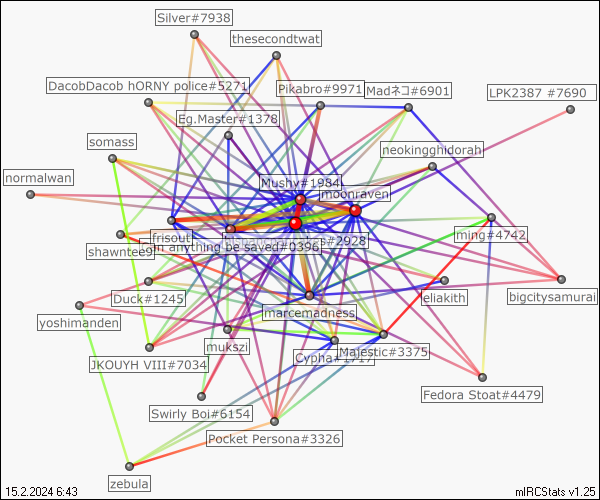 Silver#7938
thesecondtwat
DacobDacob hORNY police#5271
Pikabro#9971
Madネコ#6901
LPK2387 #7690
Eg.Master#1378
somass
neokingghidorah
normalwan
Mushy#1984
moonraven
frisout
#2928
ming#4742
shawntee9
anything be saved#0396
Duck#1245
eliakith
bigcitysamurai
yoshimanden
marcemadness
mukszi
Cypha#1717
Majestic#3375
JKOUYH VIII#7034
Fedora Stoat#4479
Swirly Boi#6154
Pocket Persona#3326
zebula
15.2.2024 6:43
mIRCStats v1.25